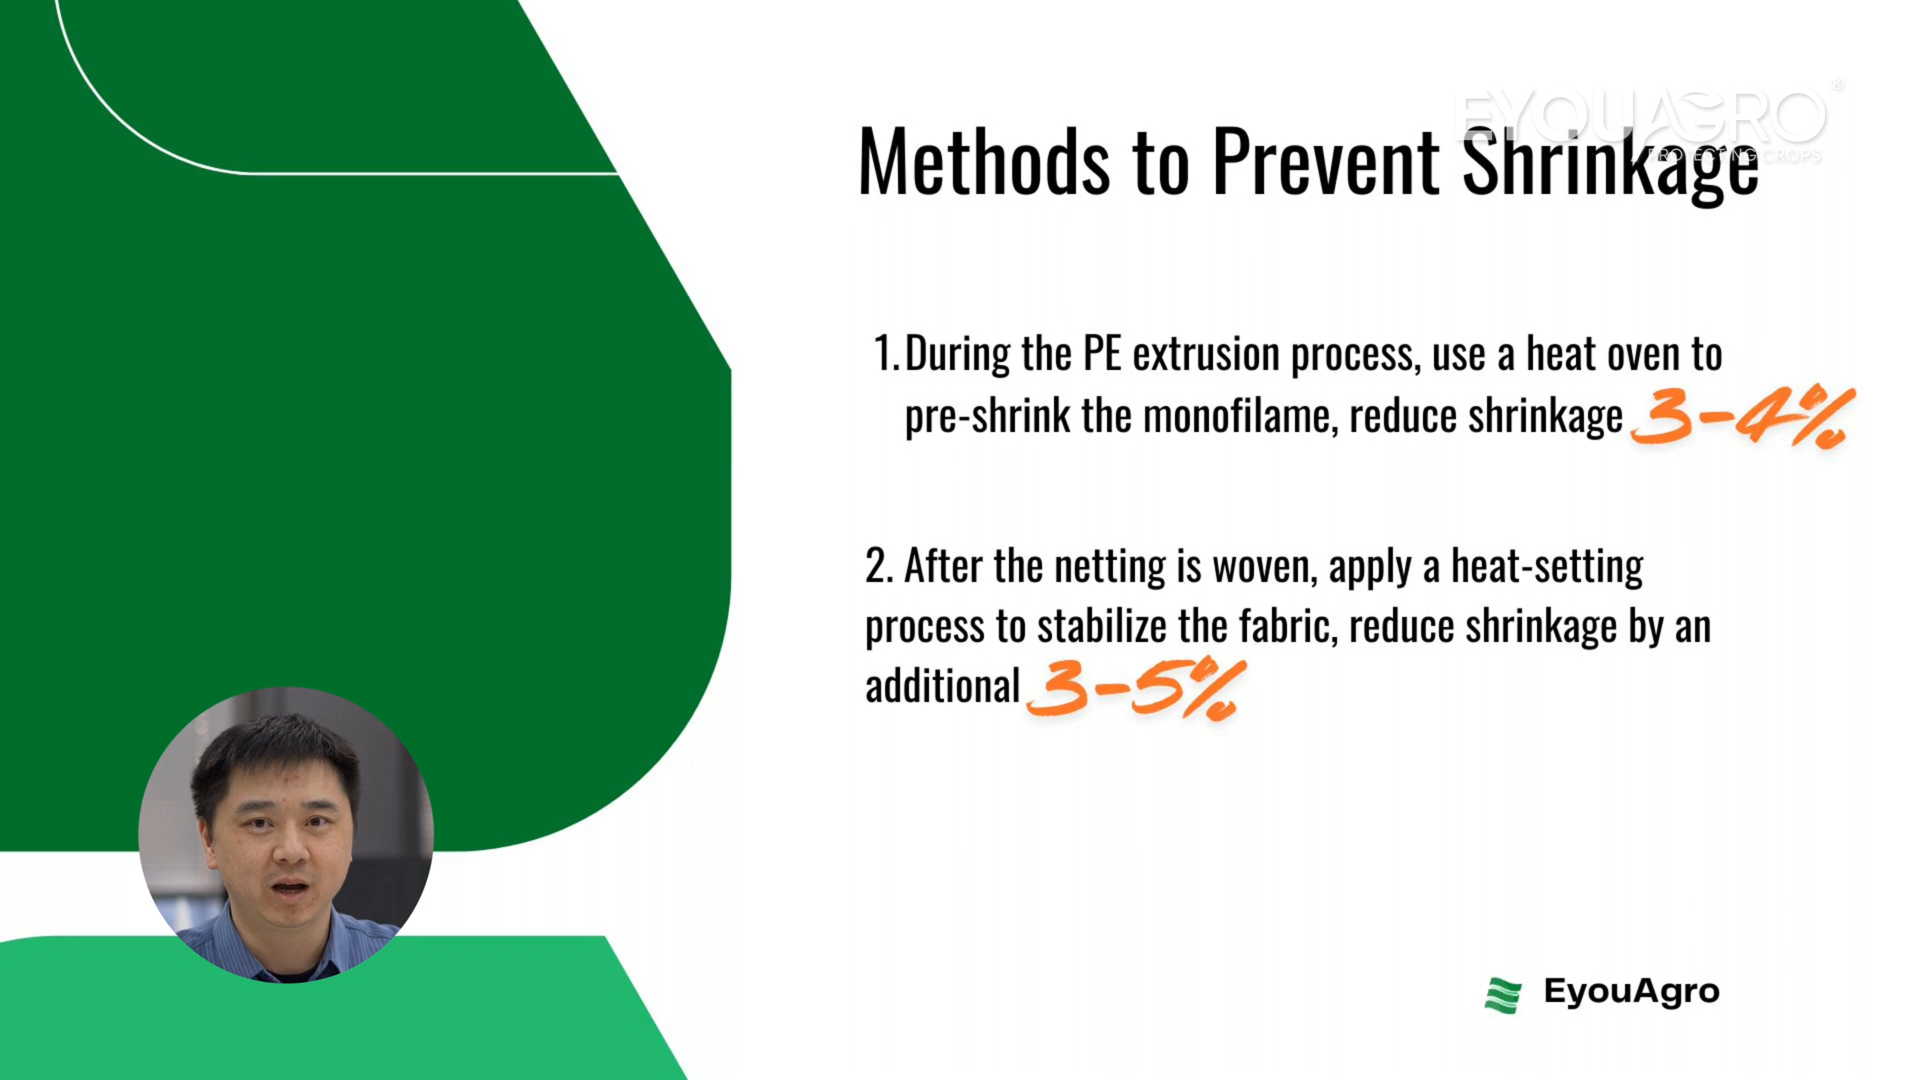 EYOUAGRO®
PROTECTING CROPS
Methods to Prevent Shrinkage
1. During the PE extrusion process, use a heat oven to
pre-shrink the monofilame, reduce shrinkage 3-4%
2. After the netting is woven, apply a heat-setting
process to stabilize the fabric, reduce shrinkage by an
additional 3-5%
EyouAgro